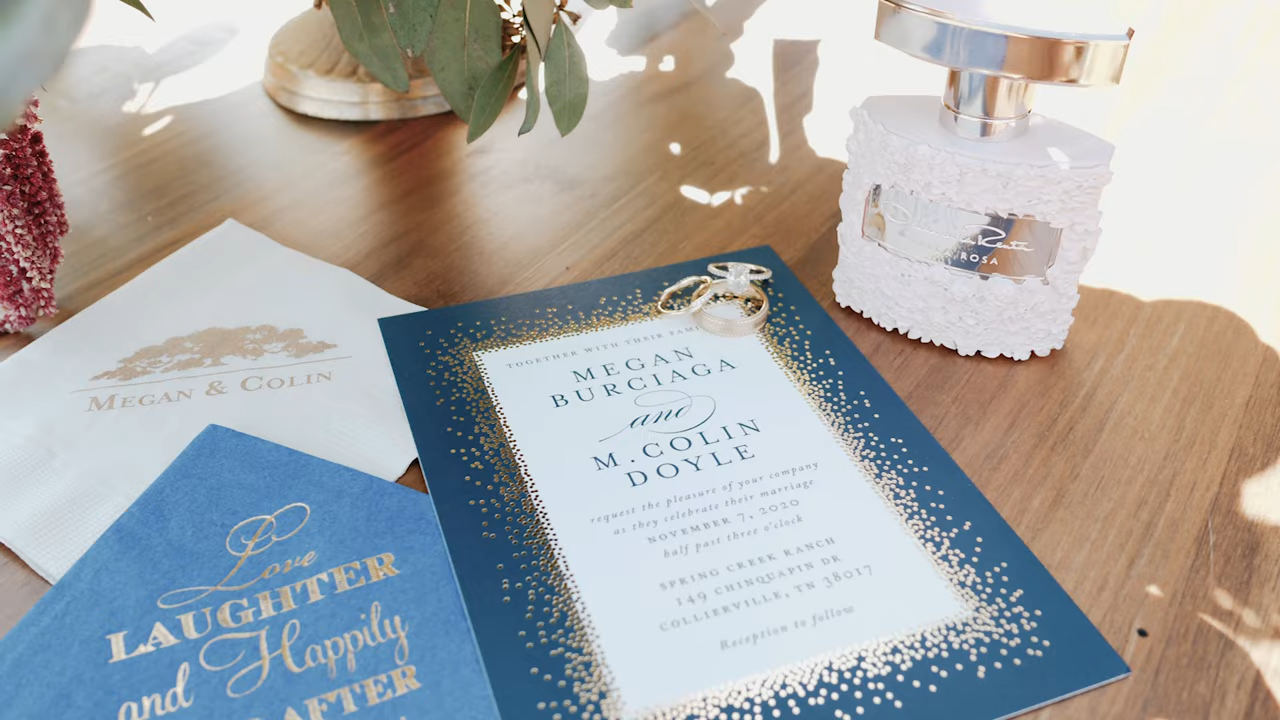 MEGAN & COLIN
Love
LAUGHTER
and Happily
AFTER
TOGETHER WITH THEIR
MEGAN
BURCIAGA
and
M. COLIN
DOYLE
request the pleasure of your company
as they celebrate their marriage
NOVEMBER 7, 2020
half past three o'clock
SPRING CREEK RANCH
149 CHINQUAPIN DR
COLLIERVILLE, TN 38017
Reception to follow
ROSA